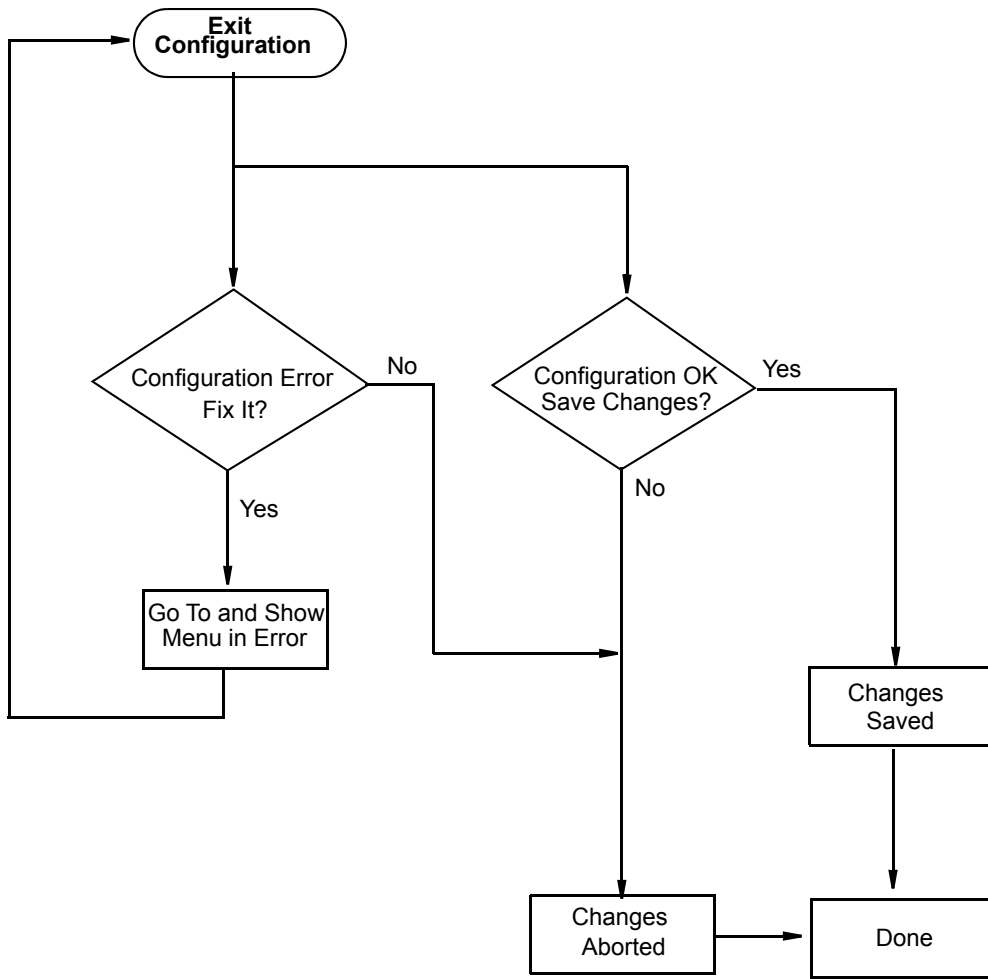 Exit
Configuration
Configuration Error
Fix It?
No
Yes
Configuration OK
Save Changes?
Yes
No
Go To and Show
Menu in Error
Changes
Saved
Changes
Aborted
Done